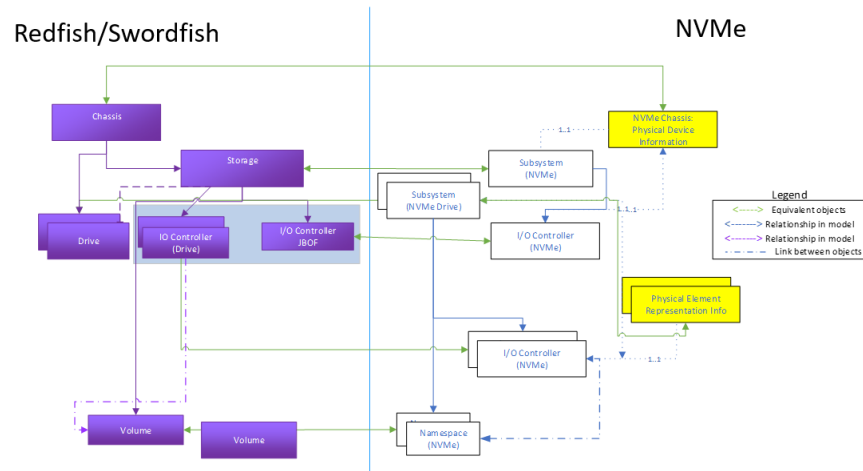 Redfish/Swordfish
NVMe
Chassis
NVMe Chassis:
Physical Device
Information
1..1
Storage
Subsystem
(NVMe)
Subsystem
(NVMe Drive)
Legend
Equivalent objects
Relationship in model
Relationship in model
Link between objects
1..1
Drive
IO Controller
(Drive)
I/O Controller
JBOF
I/O Controller
(NVMe)
Physical Element
Representation Info
I/O Controller
(NVMe)
1..1
Volume
Volume
Namespace
(NVMe)